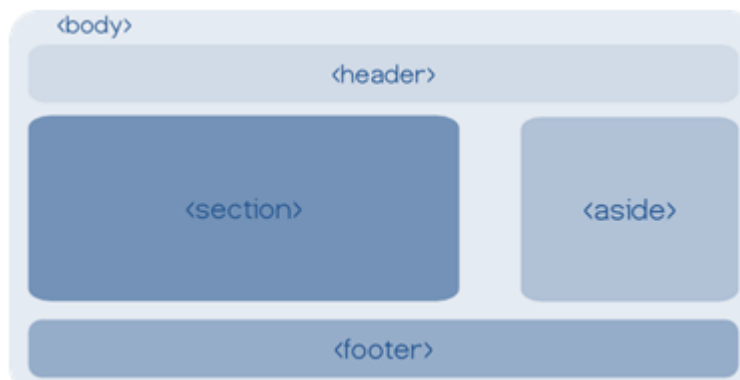 <body>
<header>
<section>
<aside>
<footer>